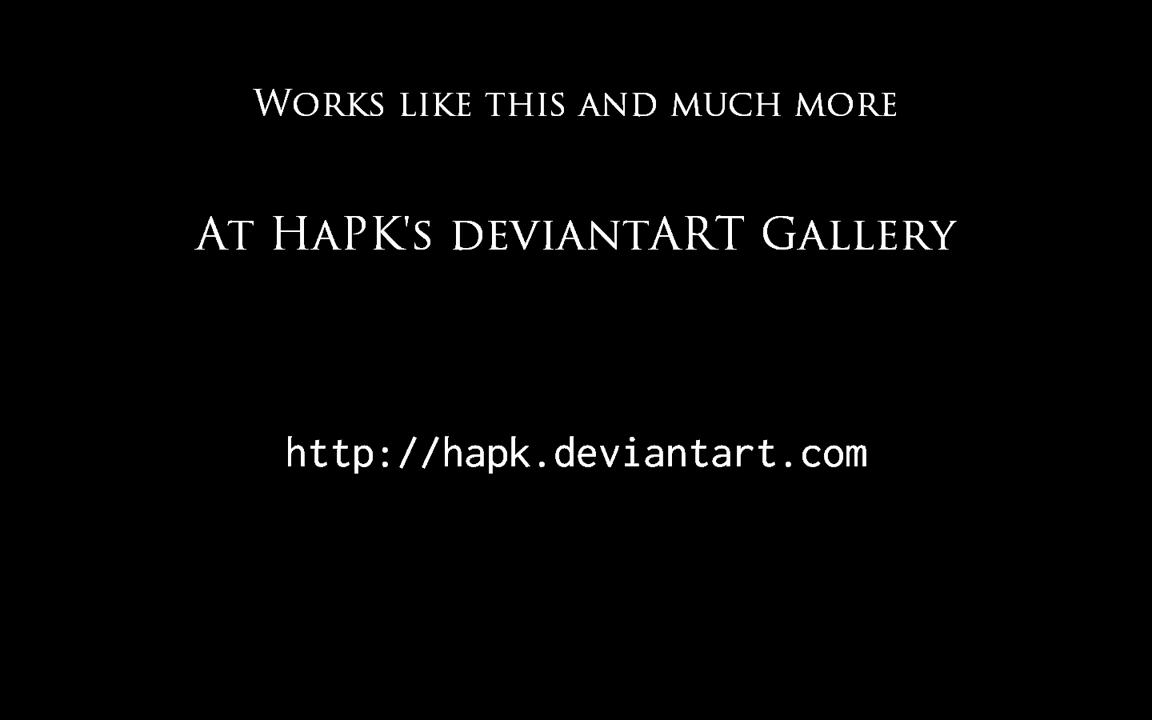 Works like this and much more
At HaPK's deviantART Gallery
http://hapk.deviantart.com